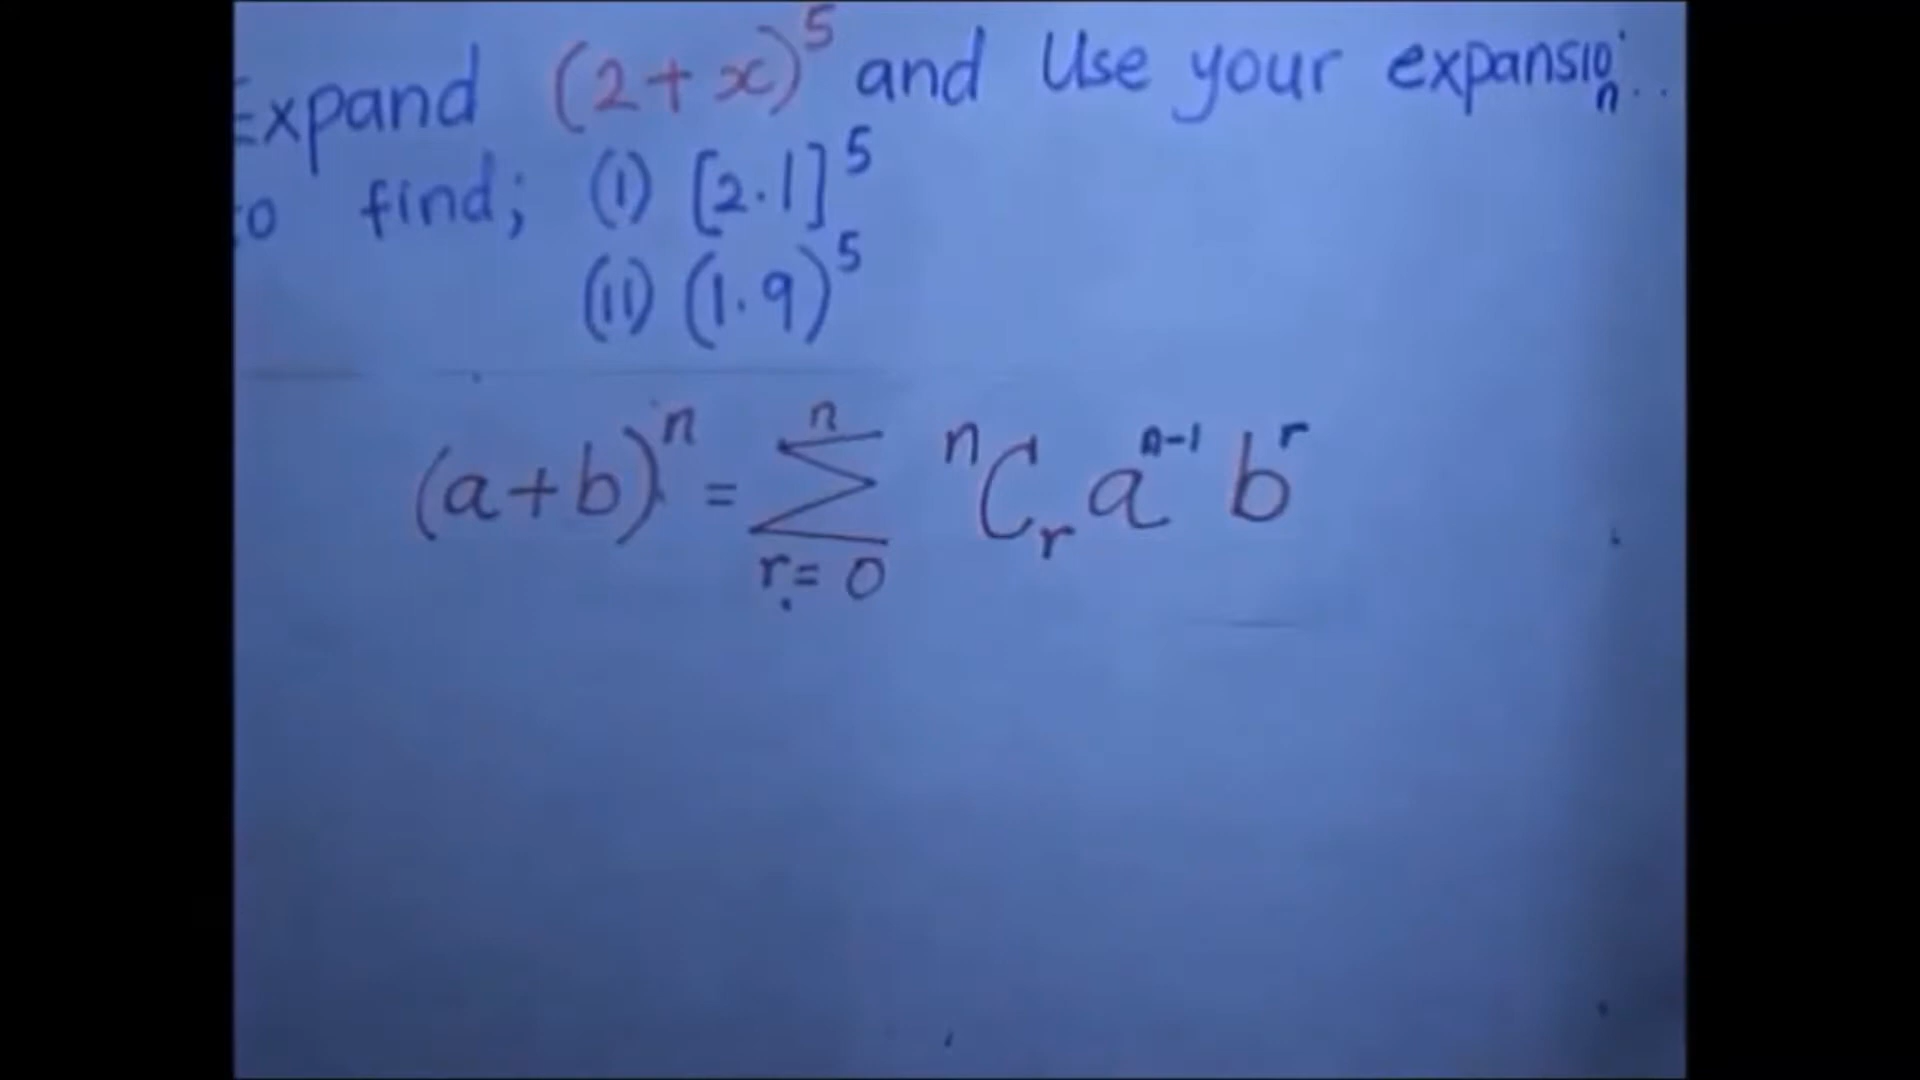 Expand (2+x)^5 and Use your expansion..
to find; (i) [2.1]^5
(ii) (1.9)^5
(a+b)^n = \sum_{r=0}^{n} ^nC_r a^{n-1} b^r